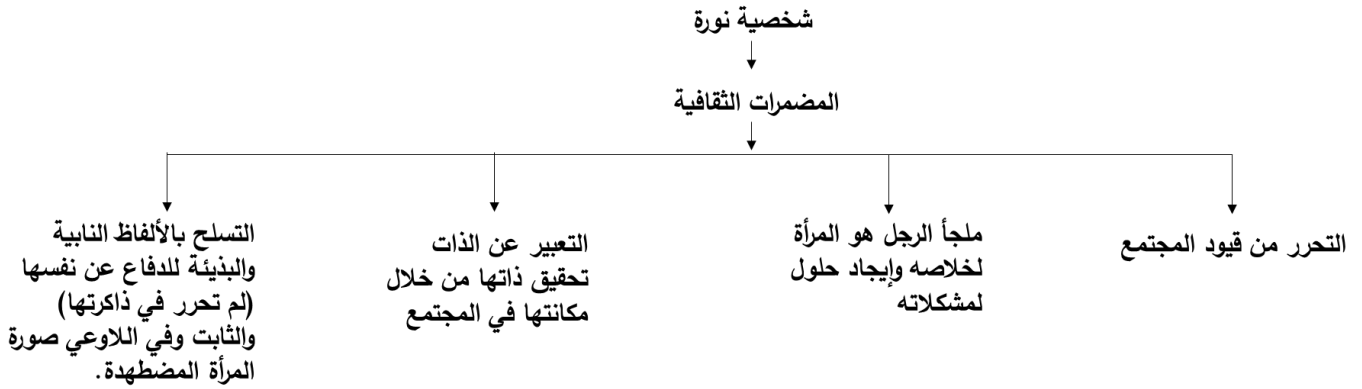 شخصية نورة
المضمرات الثقافية
التحرر من قيود المجتمع
ملجأ الرجل هو المرأة
لخلاصه وإيجاد حلول
لمشكلاته
التعبير عن الذات
تحقيق ذاتها من خلال
مكانتها في المجتمع
التسلح بالألفاظ النابية
والبذيئة للدفاع عن نفسها
(لم تحرر في ذاكرتها)
والثابت وفي اللاوعي صورة
المرأة المضطهدة.